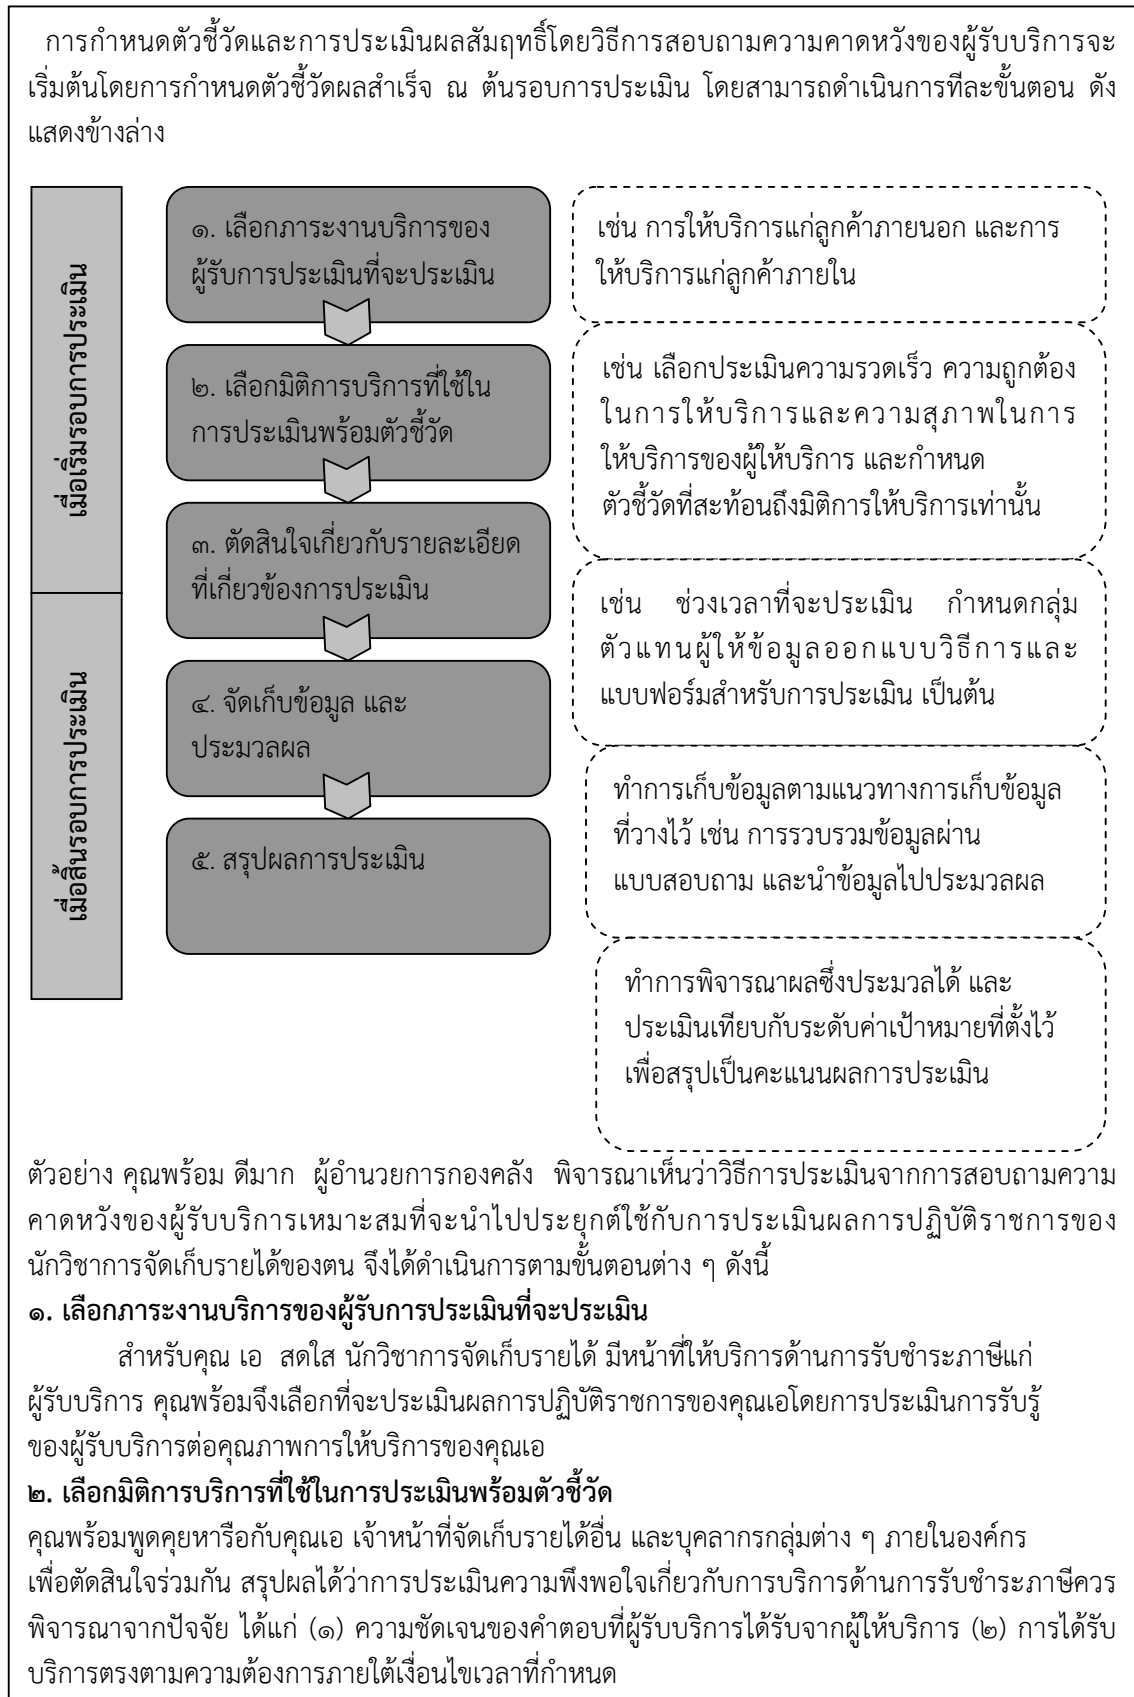 การกำหนดตัวชี้วัดและการประเมินผลสัมฤทธิ์โดยวิธีการสอบถามความคาดหวังของผู้รับบริการจะ
เริ่มต้นโดยการกำหนดตัวชี้วัดผลสำเร็จ ณ ต้นรอบการประเมิน โดยสามารถดำเนินการทีละขั้นตอน ดัง
แสดงข้างล่าง
เมื่อเริ่มรอบการประเมิน
เมื่อสิ้นรอบการประเมิน
๑. เลือกภาระงานบริการของ
ผู้รับการประเมินที่จะประเมิน
เช่น การให้บริการแก่ลูกค้าภายนอก และการ
ให้บริการแก่ลูกค้าภายใน
๒. เลือกมิติการบริการที่ใช้ใน
การประเมินพร้อมตัวชี้วัด
เช่น เลือกประเมินความรวดเร็ว ความถูกต้อง
ในการให้บริการและความสุภาพในการ
ให้บริการของผู้ให้บริการ และกำหนด
ตัวชี้วัดที่สะท้อนถึงมิติการให้บริการเท่านั้น
๓. ตัดสินใจเกี่ยวกับรายละเอียด
ที่เกี่ยวข้องการประเมิน
เช่น ช่วงเวลาที่จะประเมิน กำหนดกลุ่ม
ตัวแทนผู้ให้ข้อมูลออกแบบวิธีการและ
แบบฟอร์มสำหรับการประเมิน เป็นต้น
๔. จัดเก็บข้อมูล และ
ประมวลผล
ทำการเก็บข้อมูลตามแนวทางการเก็บข้อมูล
ที่วางไว้ เช่น การรวบรวมข้อมูลผ่าน
แบบสอบถาม และนำข้อมูลไปประมวลผล
๕. สรุปผลการประเมิน
ทำการพิจารณาผลซึ่งประมวลได้ และ
ประเมินเทียบกับระดับค่าเป้าหมายที่ตั้งไว้
เพื่อสรุปเป็นคะแนนผลการประเมิน
ตัวอย่าง คุณพร้อม ดีมาก ผู้อำนวยการกองคลัง พิจารณาเห็นว่าวิธีการประเมินจากการสอบถามความ
คาดหวังของผู้รับบริการเหมาะสมที่จะนำไปประยุกต์ใช้กับการประเมินผลการปฏิบัติราชการของ
นักวิชาการจัดเก็บรายได้ของตน จึงได้ดำเนินการตามขั้นตอนต่าง ๆ ดังนี้
๑. เลือกภาระงานบริการของผู้รับการประเมินที่จะประเมิน
สำหรับคุณ เอ สดใส นักวิชาการจัดเก็บรายได้ มีหน้าที่ให้บริการด้านการรับชำระภาษีแก่
ผู้รับบริการ คุณพร้อมจึงเลือกที่จะประเมินผลการปฏิบัติราชการของคุณเอโดยการประเมินการรับรู้
ของผู้รับบริการต่อคุณภาพการให้บริการของคุณเอ
๒. เลือกมิติการบริการที่ใช้ในการประเมินพร้อมตัวชี้วัด
คุณพร้อมพูดคุยหารือกับคุณเอ เจ้าหน้าที่จัดเก็บรายได้อื่น และบุคลากรกลุ่มต่าง ๆ ภายในองค์กร
เพื่อตัดสินใจร่วมกัน สรุปผลได้ว่าการประเมินความพึงพอใจเกี่ยวกับการบริการด้านการรับชำระภาษีควร
พิจารณาจากปัจจัย ได้แก่ (๑) ความชัดเจนของคำตอบที่ผู้รับบริการได้รับจากผู้ให้บริการ (๒) การได้รับ
บริการตรงตามความต้องการภายใต้เงื่อนไขเวลาที่กำหนด